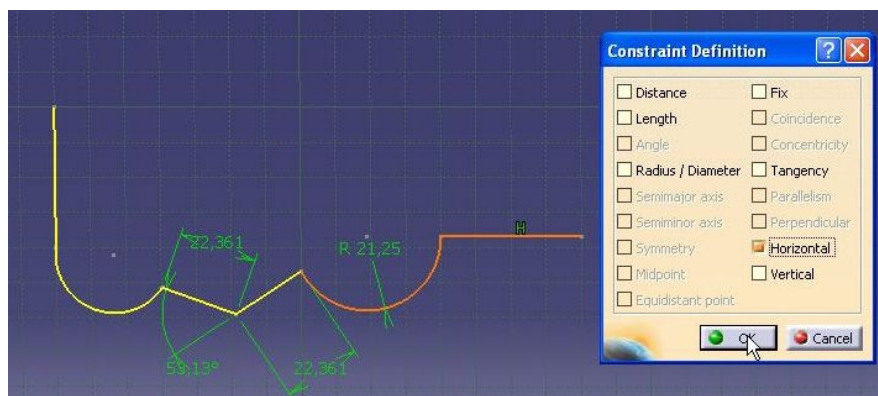 Constraint Definition
Distance
Fix
Length
Coincidence
Angle
Concentricity
Radius / Diameter
Tangency
Semimajor axis
Parallelism
Semiminor axis
Perpendicular
Symmetry
Horizontal
Midpoint
Vertical
Equidistant point
OK
Cancel
22,361
R 21,25
H
53,13°
22,361